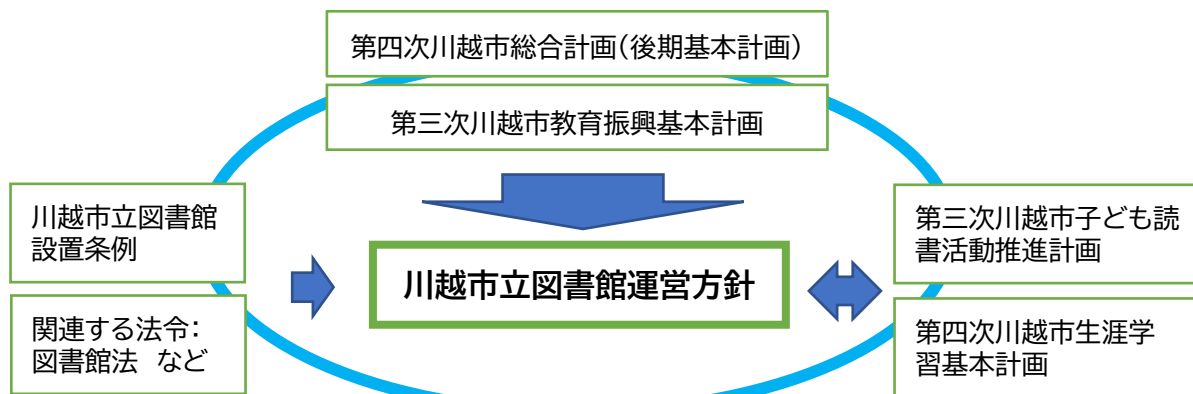 第四次川越市総合計画(後期基本計画)
第三次川越市教育振興基本計画
川越市立図書館
設置条例
関連する法令:
図書館法 など
川越市立図書館運営方針
第三次川越市子ども読
書活動推進計画
第四次川越市生涯学
習基本計画